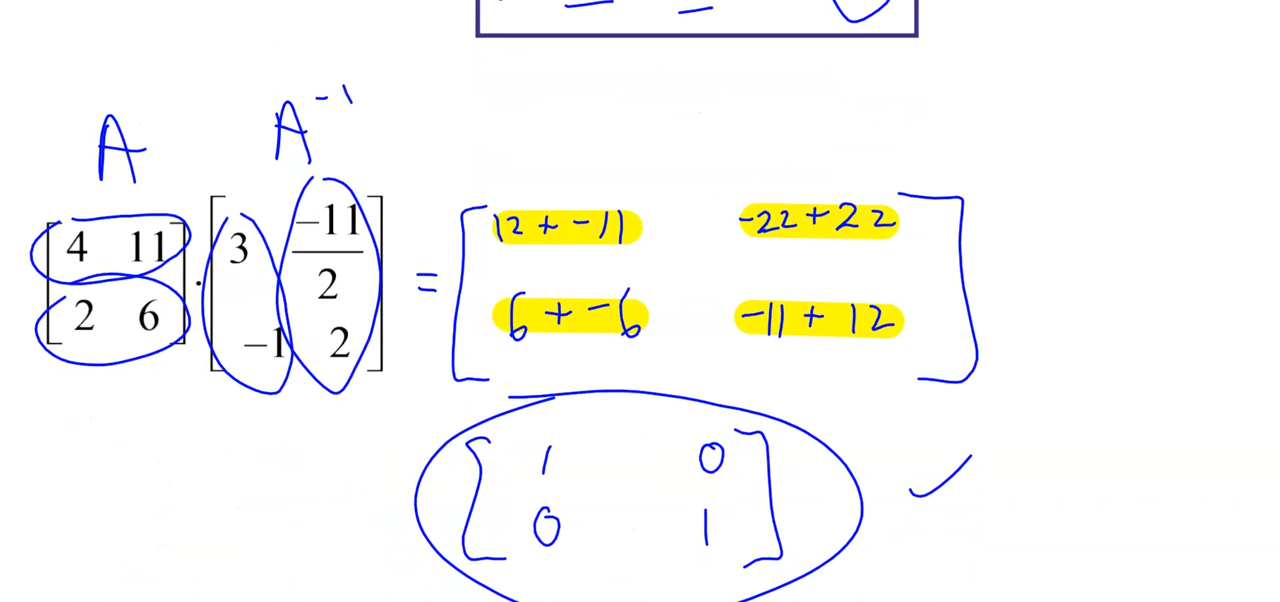 A A⁻¹
[4 11] · [3 −11/2] = [12 + -11 -22 + 22]
[2 6] [−1 2] [6 + -6 -11 + 12]
[1 0]
[0 1] ✓